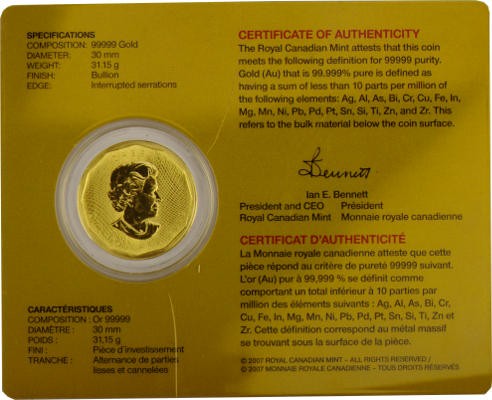 SPECIFICATIONS
COMPOSITION: 99999 Gold
DIAMETER: 30 mm
WEIGHT: 31.15 g
FINISH: Bullion
EDGE: Interrupted serrations
CERTIFICATE OF AUTHENTICITY
The Royal Canadian Mint attests that this coin
meets the following definition for 99999 purity.
Gold (Au) that is 99.999% pure is defined as
having a sum of less than 10 parts per million of
the following elements: Ag, Al, As, Bi, Cr, Cu, Fe, In,
Mg, Mn, Ni, Pb, Pd, Pt, Sn, Si, Ti, Zn, and Zr. This
refers to the bulk material below the coin surface.
Bennett
Ian E. Bennett
President and CEO Président
Royal Canadian Mint Monnaie royale canadienne
CERTIFICAT D'AUTHENTICITÉ
La Monnaie royale canadienne atteste que cette
pièce répond au critère de pureté 99999 suivant.
L'or (Au) pur à 99,999 % se définit comme
comportant un total inférieur à 10 parties par
million des éléments suivants : Ag, Al, As, Bi, Cr,
Cu, Fe, In, Mg, Mn, Ni, Pb, Pd, Pt, Sn, Si, Ti, Zn et
Zr. Cette définition correspond au métal massif
se trouvant sous la surface de la pièce.
© 2007 ROYAL CANADIAN MINT – ALL RIGHTS RESERVED /
© 2007 MONNAIE ROYALE CANADIENNE – TOUS DROITS RÉSERVÉS
CARACTÉRISTIQUES
COMPOSITION : Or 99999
DIAMÈTRE : 30 mm
POIDS : 31,15 g
FINI : Pièce d'investissement
TRANCHE : Alternance de parties
lisses et cannelées